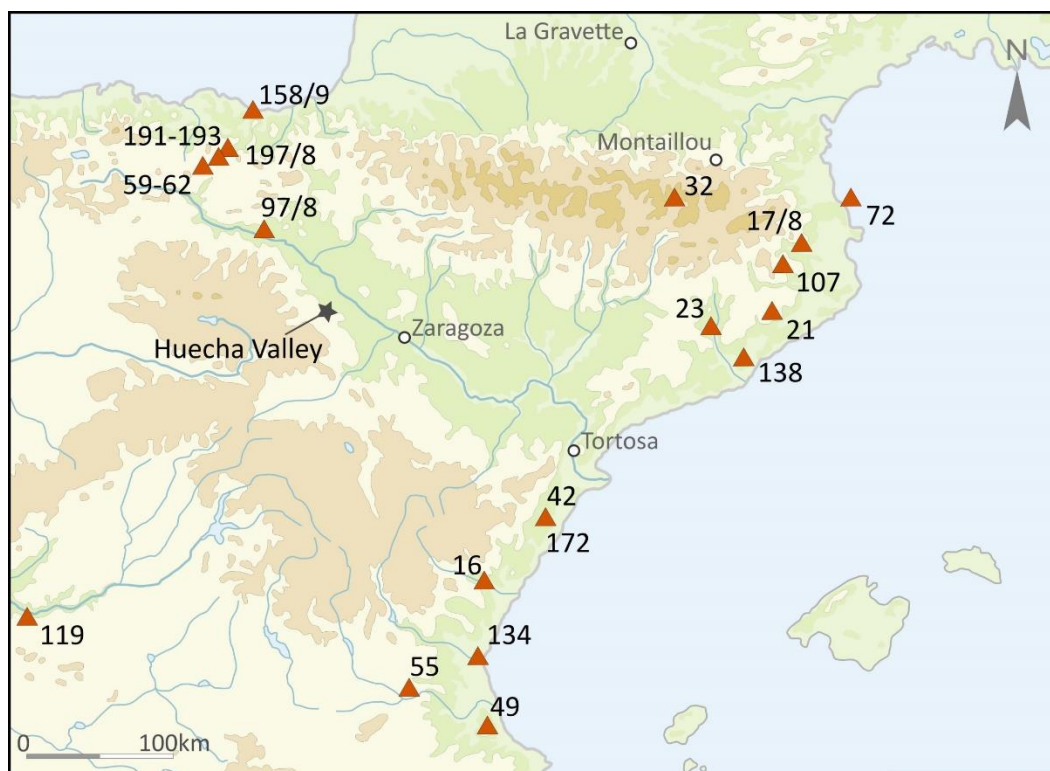 La Gravette
N
158/9
191-193
197/8
59-62
Montaillou
32
72
97/8
17/8
107
23
21
Huecha Valley
Zaragoza
138
Tortosa
42
172
16
119
134
55
49
0 100km